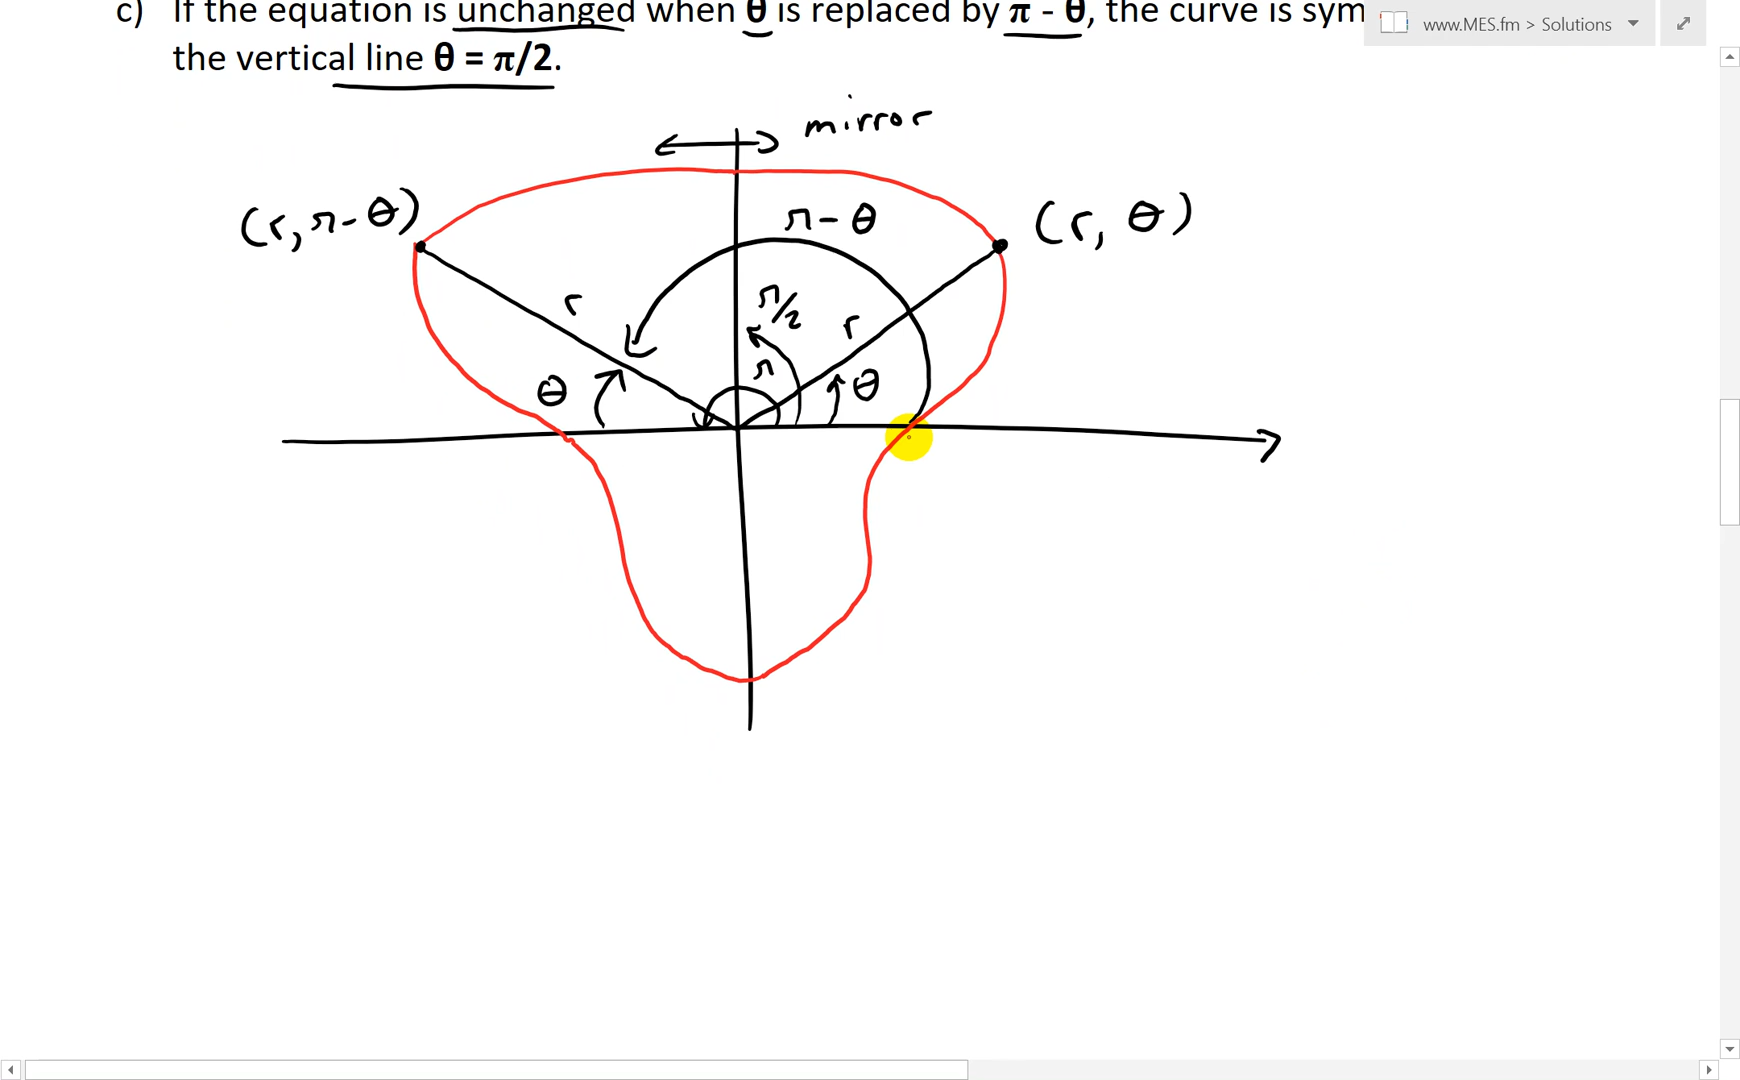 c) If the equation is unchanged when θ is replaced by π - θ, the curve is sym
www.MES.fm > Solutions
the vertical line θ = π/2.
mirror
(r, π-θ)
π-θ
(r, θ)
r
π/2
r
θ
π
θ